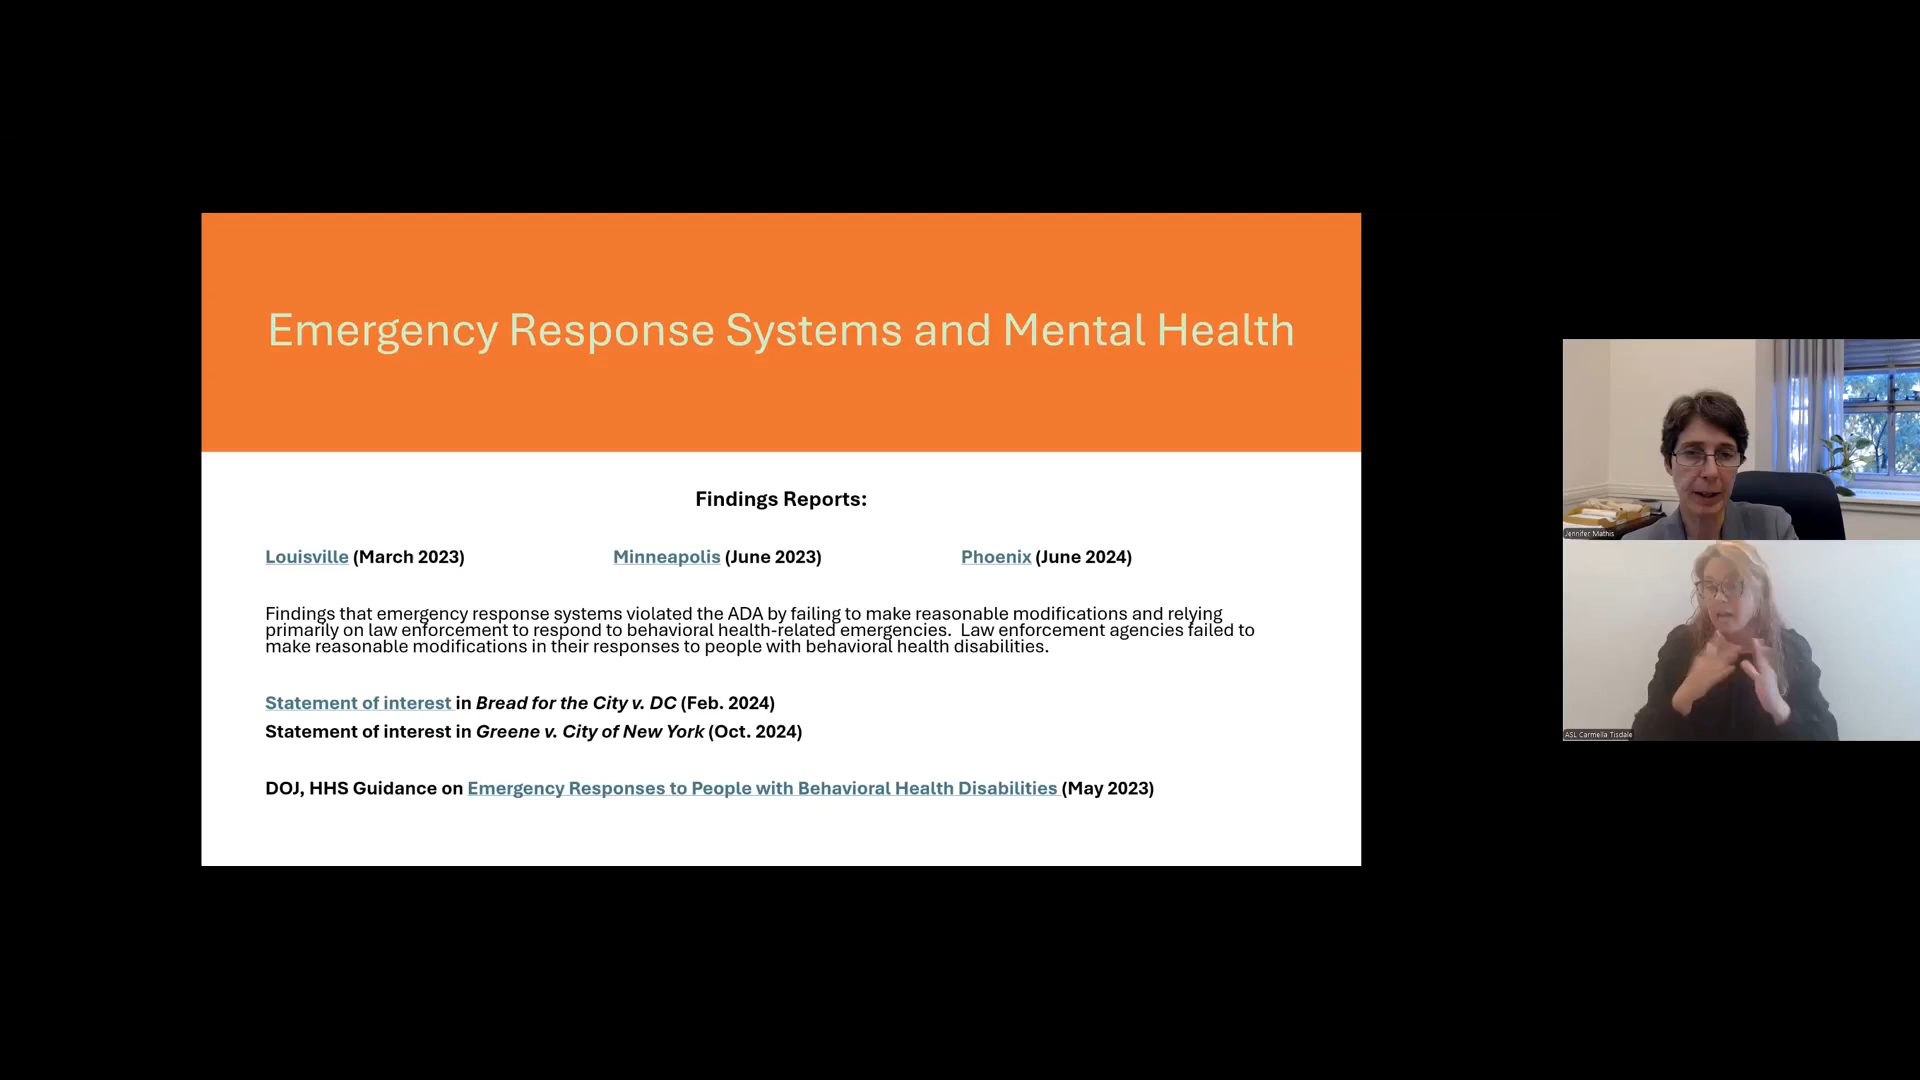 Emergency Response Systems and Mental Health
Findings Reports:
Louisville (March 2023) Minneapolis (June 2023) Phoenix (June 2024)
Findings that emergency response systems violated the ADA by failing to make reasonable modifications and relying
primarily on law enforcement to respond to behavioral health-related emergencies.  Law enforcement agencies failed to
make reasonable modifications in their responses to people with behavioral health disabilities.
Statement of interest in Bread for the City v. DC (Feb. 2024)
Statement of interest in Greene v. City of New York (Oct. 2024)
DOJ, HHS Guidance on Emergency Responses to People with Behavioral Health Disabilities (May 2023)
Jennifer Mathis
ASL Carmella Tisdale